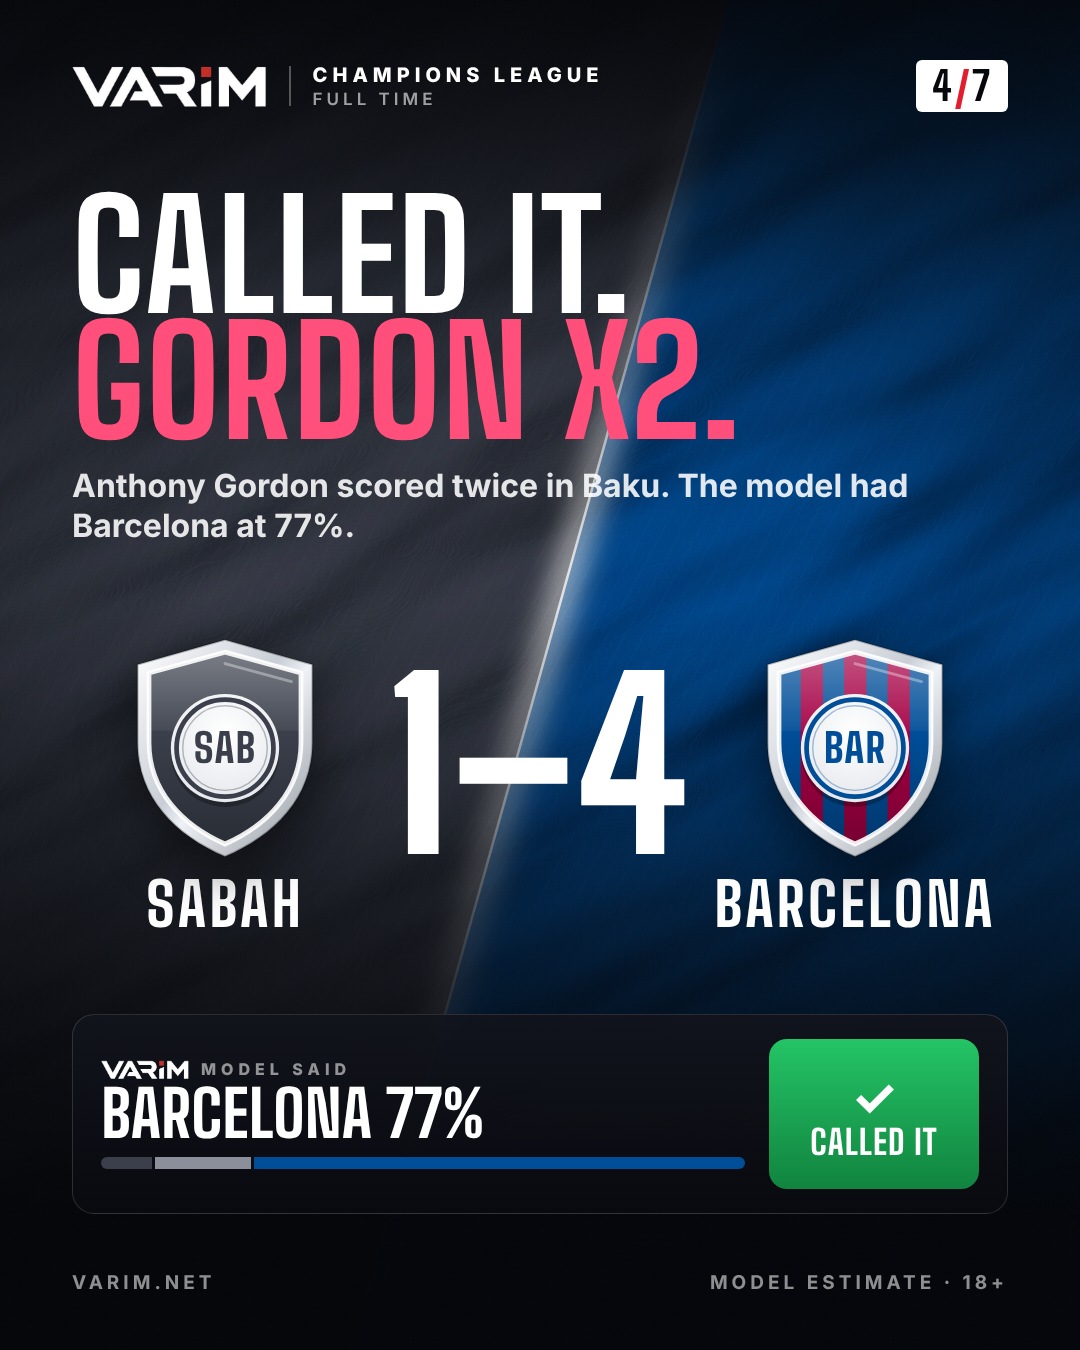 VARIM
CHAMPIONS LEAGUE
FULL TIME
4/7
CALLED IT.
GORDON X2.
Anthony Gordon scored twice in Baku. The model had
Barcelona at 77%.
SAB
1–4
BAR
SABAH
BARCELONA
VARIM MODEL SAID
BARCELONA 77%
CALLED IT
VARIM.NET
MODEL ESTIMATE · 18+